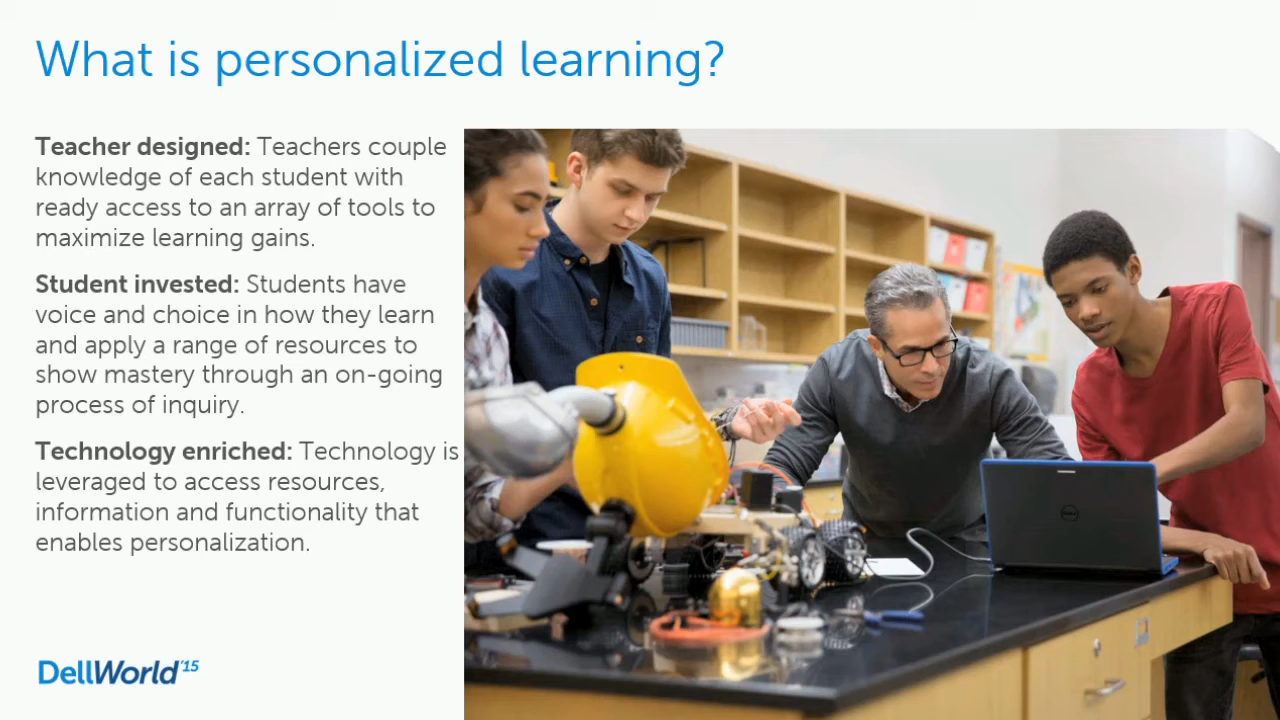 What is personalized learning?
Teacher designed: Teachers couple
knowledge of each student with
ready access to an array of tools to
maximize learning gains.
Student invested: Students have
voice and choice in how they learn
and apply a range of resources to
show mastery through an on-going
process of inquiry.
Technology enriched: Technology is
leveraged to access resources,
information and functionality that
enables personalization.
DellWorld'15